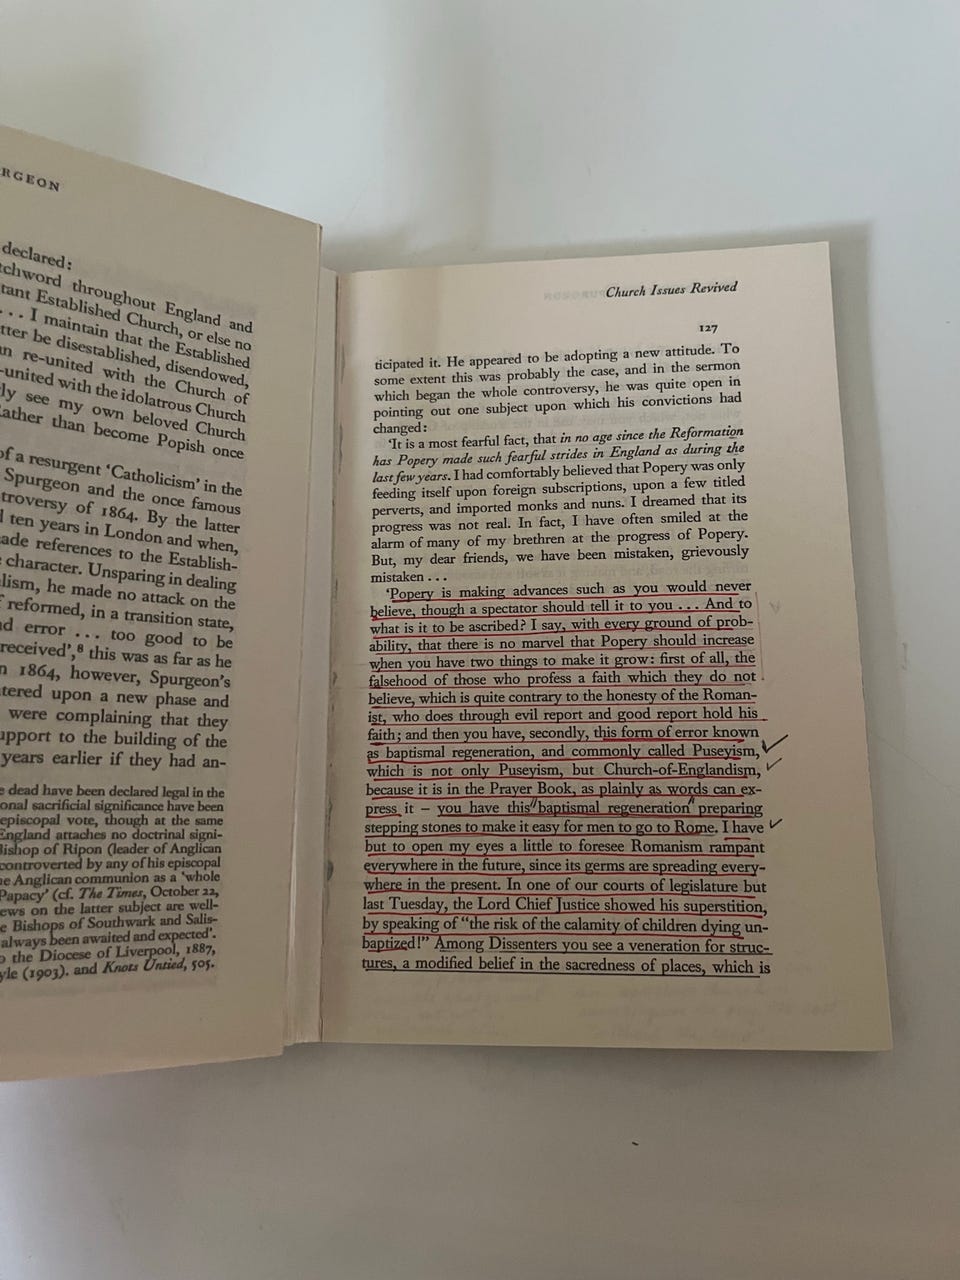 RGEON
declared:
tchword throughout England and
tant Established Church, or else no
. . . I maintain that the Established
tter be disestablished, disendowed,
an re-united with the Church of
-united with the idolatrous Church
ly see my own beloved Church
ather than become Popish once
of a resurgent ‘Catholicism’ in the
Spurgeon and the once famous
troversy of 1864. By the latter
d ten years in London and when,
ade references to the Establish-
e character. Unsparing in dealing
lism, he made no attack on the
f reformed, in a transition state,
nd error . . . too good to be
received’,⁸ this was as far as he
n 1864, however, Spurgeon’s
tered upon a new phase and
were complaining that they
upport to the building of the
years earlier if they had an-
e dead have been declared legal in the
onal sacrificial significance have been
episcopal vote, though at the same
England attaches no doctrinal signi-
Bishop of Ripon (leader of Anglican
controverted by any of his episcopal
he Anglican communion as a ‘whole
Papacy’ (cf. The Times, October 22,
ews on the latter subject are well-
e Bishops of Southwark and Salis-
always been awaited and expected’.
o the Diocese of Liverpool, 1887,
yle (1903). and Knots Untied, 505.
Church Issues Revived
127
ticipated it. He appeared to be adopting a new attitude. To
some extent this was probably the case, and in the sermon
which began the whole controversy, he was quite open in
pointing out one subject upon which his convictions had
changed:
‘It is a most fearful fact, that in no age since the Reformation
has Popery made such fearful strides in England as during the
last few years. I had comfortably believed that Popery was only
feeding itself upon foreign subscriptions, upon a few titled
perverts, and imported monks and nuns. I dreamed that its
progress was not real. In fact, I have often smiled at the
alarm of many of my brethren at the progress of Popery.
But, my dear friends, we have been mistaken, grievously
mistaken . . .
‘Popery is making advances such as you would never
believe, though a spectator should tell it to you . . . And to
what is it to be ascribed? I say, with every ground of prob-
ability, that there is no marvel that Popery should increase
when you have two things to make it grow: first of all, the
falsehood of those who profess a faith which they do not
believe, which is quite contrary to the honesty of the Roman-
ist, who does through evil report and good report hold his
faith; and then you have, secondly, this form of error known
as baptismal regeneration, and commonly called Puseyism,
which is not only Puseyism, but Church-of-Englandism,
because it is in the Prayer Book, as plainly as words can ex-
press it – you have this "baptismal regeneration" preparing
stepping stones to make it easy for men to go to Rome. I have
but to open my eyes a little to foresee Romanism rampant
everywhere in the future, since its germs are spreading every-
where in the present. In one of our courts of legislature but
last Tuesday, the Lord Chief Justice showed his superstition,
by speaking of “the risk of the calamity of children dying un-
baptized!” Among Dissenters you see a veneration for struc-
tures, a modified belief in the sacredness of places, which is